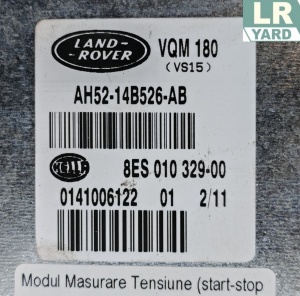 LR
YARD
LAND-
ROVER
VQM 180
(VS15)
AH52-14B526-AB
HELLA
8ES 010 329-00
0141006122 01 2/11
Modul Masurare Tensiune (start-stop